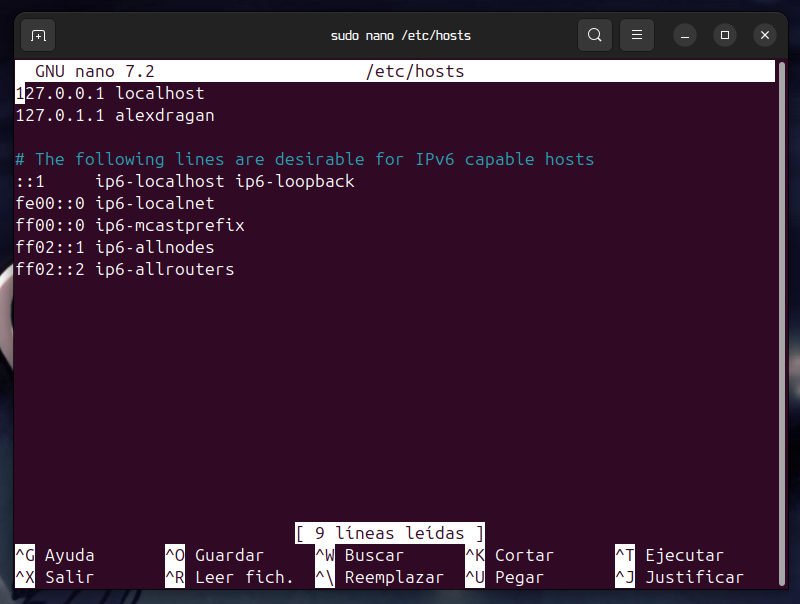 sudo nano /etc/hosts
GNU nano 7.2 /etc/hosts
127.0.0.1 localhost
127.0.1.1 alexdragan
# The following lines are desirable for IPv6 capable hosts
::1     ip6-localhost ip6-loopback
fe00::0 ip6-localnet
ff00::0 ip6-mcastprefix
ff02::1 ip6-allnodes
ff02::2 ip6-allrouters
[ 9 líneas leídas ]
^G Ayuda ^O Guardar ^W Buscar ^K Cortar ^T Ejecutar
^X Salir ^R Leer fich. ^\ Reemplazar ^U Pegar ^J Justificar